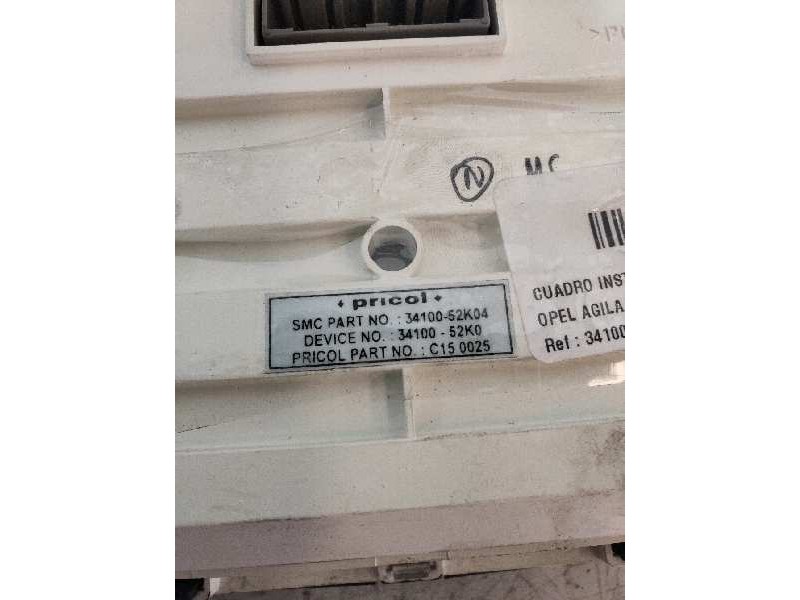 N M.C
pricol
SMC PART NO. : 34100-52K04
DEVICE NO. : 34100 - 52K0
PRICOL PART NO. : C15 0025
CUADRO INST
OPEL AGILA
Ref : 34100